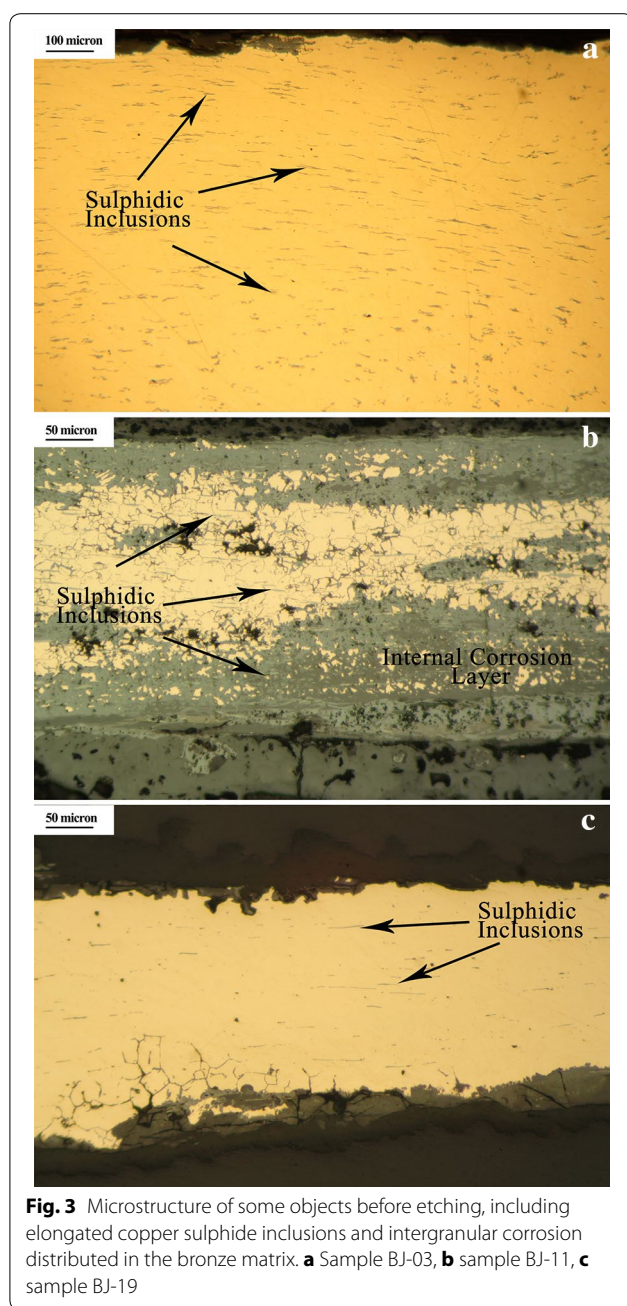 100 micron
a
Sulphidic
Inclusions
50 micron
b
Sulphidic
Inclusions
Internal Corrosion
Layer
50 micron
c
Sulphidic
Inclusions
Fig. 3 Microstructure of some objects before etching, including
elongated copper sulphide inclusions and intergranular corrosion
distributed in the bronze matrix. a Sample BJ-03, b sample BJ-11, c
sample BJ-19